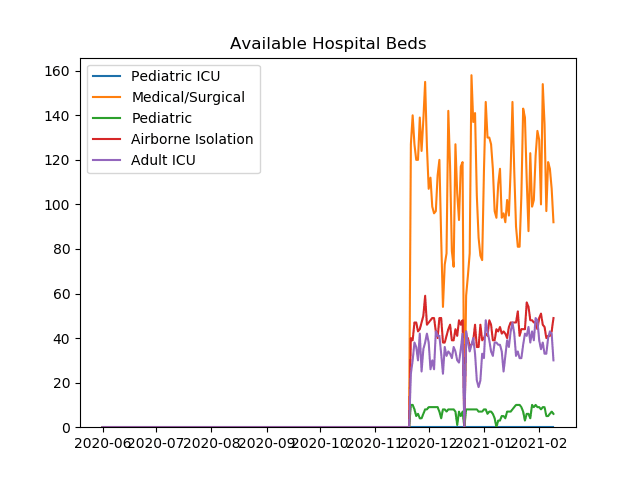 Available Hospital Beds
Pediatric ICU
Medical/Surgical
Pediatric
Airborne Isolation
Adult ICU
160
140
120
100
80
60
40
20
0
2020-06 2020-07 2020-08 2020-09 2020-10 2020-11 2020-12 2021-01 2021-02